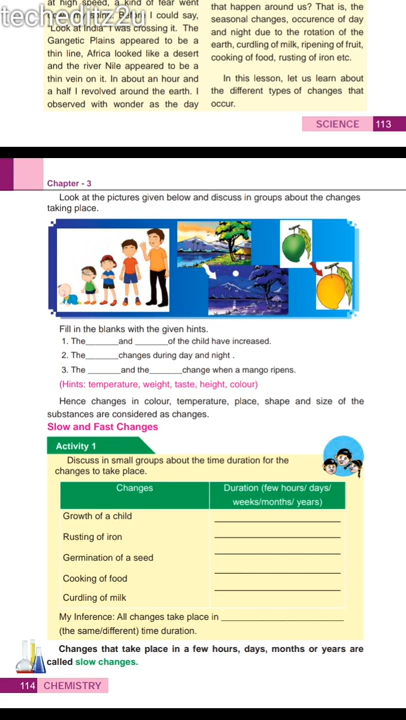 techeditz2u
at high speed, a kind of fear went
I could say,
"Look at India" I was crossing it. The
Gangetic Plains appeared to be a
thin line, Africa looked like a desert
and the river Nile appeared to be a
thin vein on it. In about an hour and
a half I revolved around the earth. I
observed with wonder as the day
that happen around us? That is, the
seasonal changes, occurence of day
and night due to the rotation of the
earth, curdling of milk, ripening of fruit,
cooking of food, rusting of iron etc.
In this lesson, let us learn about
the different types of changes that
occur.
SCIENCE 113
Chapter - 3
Look at the pictures given below and discuss in groups about the changes
taking place.
Fill in the blanks with the given hints.
1. The______and ______of the child have increased.
2. The______changes during day and night .
3. The ______and the______change when a mango ripens.
(Hints: temperature, weight, taste, height, colour)
Hence changes in colour, temperature, place, shape and size of the
substances are considered as changes.
Slow and Fast Changes
Activity 1
Discuss in small groups about the time duration for the
changes to take place.
Changes
Duration (few hours/ days/
weeks/months/ years)
Growth of a child
Rusting of iron
Germination of a seed
Cooking of food
Curdling of milk
My Inference: All changes take place in ______________________
(the same/different) time duration.
Changes that take place in a few hours, days, months or years are
called slow changes.
114 CHEMISTRY